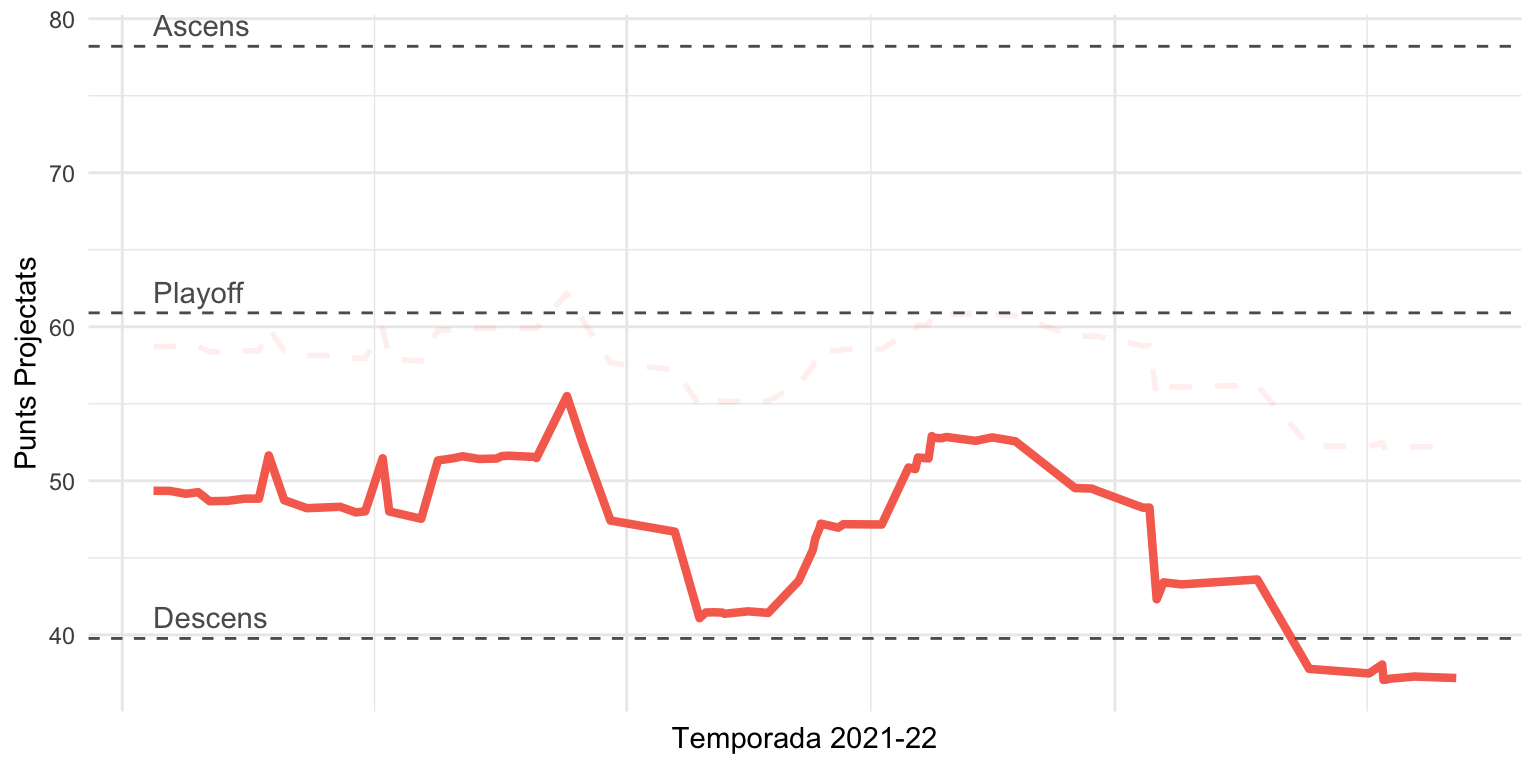 80
Ascens
70
Playoff
60
50
Descens
40
Punts Projectats
Temporada 2021-22